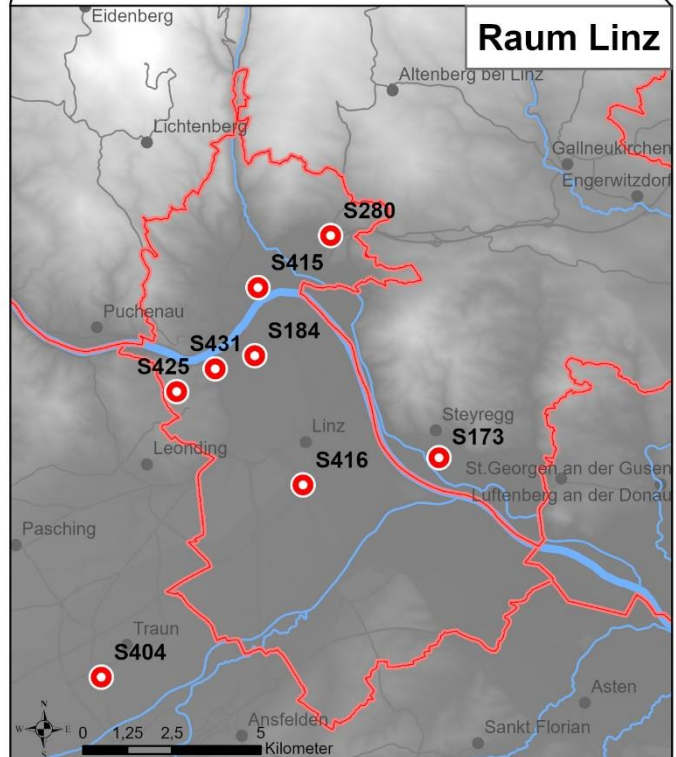 Eidenberg
Raum Linz
Altenberg bei Linz
Lichtenberg
Gallneukirchen
Engerwitzdorf
S280
S415
Puchenau
S184
S431
S425
Linz
Steyregg
S173
Leonding
S416
St.Georgen an der Gusen
Luftenberg an der Donau
Pasching
Traun
S404
Asten
Ansfelden
Sankt Florian
N
W E
S
0 1,25 2,5 5
Kilometer